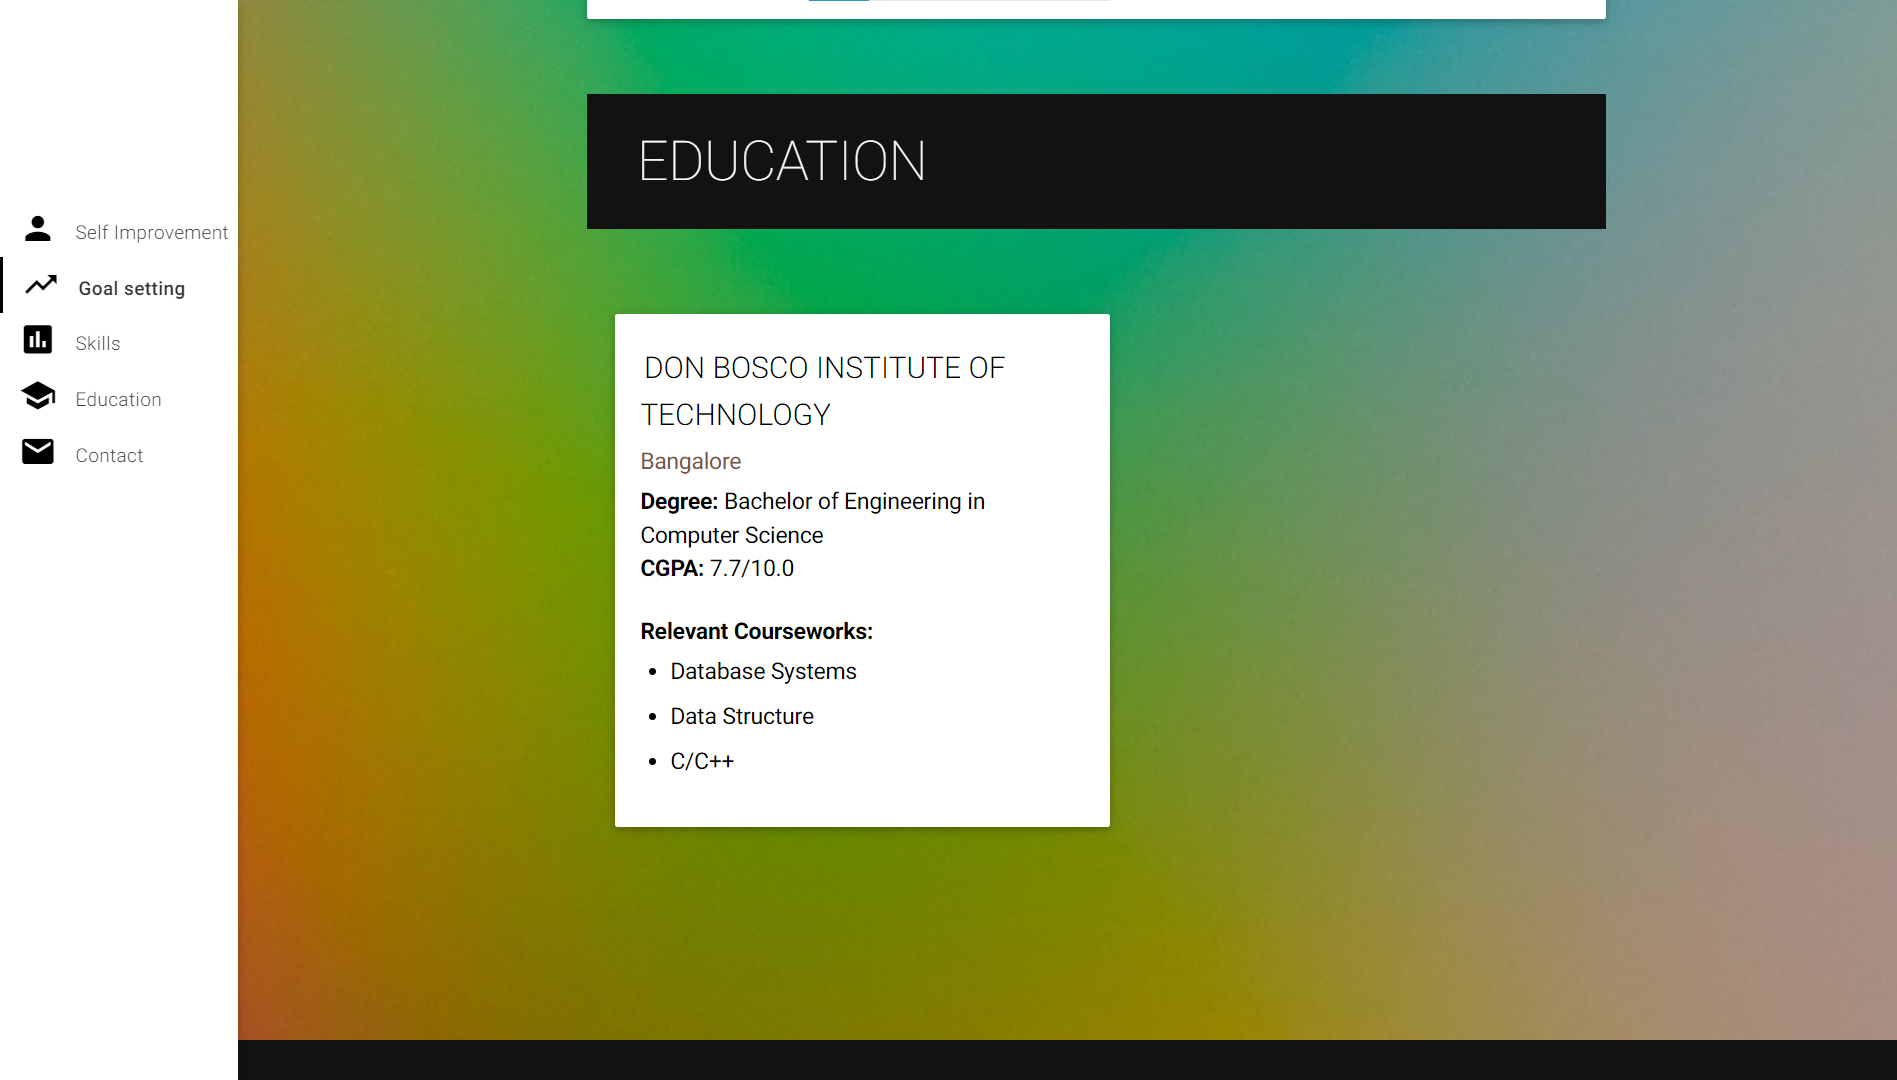 Self Improvement
Goal setting
Skills
Education
Contact
EDUCATION
DON BOSCO INSTITUTE OF
TECHNOLOGY
Bangalore
Degree: Bachelor of Engineering in
Computer Science
CGPA: 7.7/10.0
Relevant Courseworks:
• Database Systems
• Data Structure
• C/C++